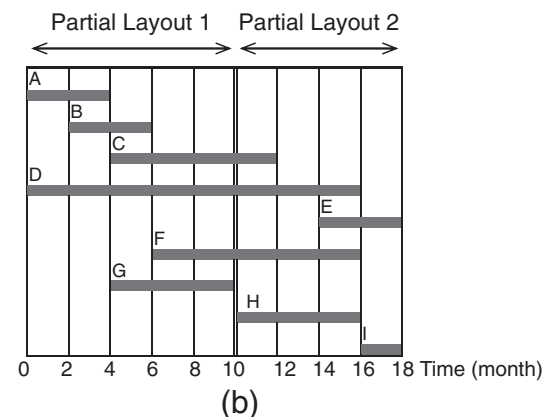 Partial Layout 1 Partial Layout 2
A
B
C
D
E
F
G
H
I
0 2 4 6 8 10 12 14 16 18 Time (month)
(b)